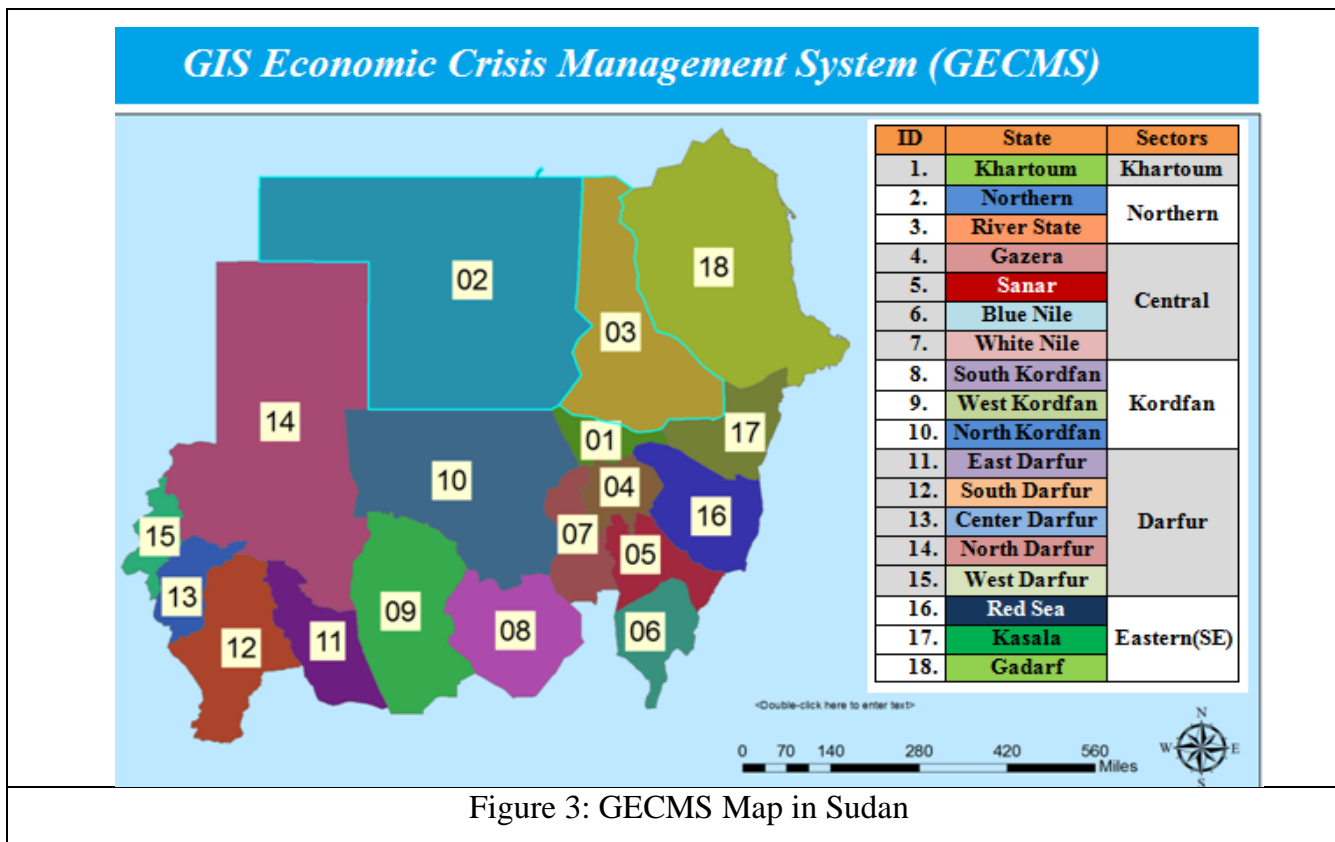 GIS Economic Crisis Management System (GECMS)
ID State Sectors
1. Khartoum Khartoum
2. Northern Northern
3. River State
4. Gazera Central
5. Sanar
6. Blue Nile
7. White Nile
8. South Kordfan Kordfan
9. West Kordfan
10. North Kordfan
11. East Darfur Darfur
12. South Darfur
13. Center Darfur
14. North Darfur
15. West Darfur
16. Red Sea Eastern(SE)
17. Kasala
18. Gadarf
02
18
03
14
01
17
10
04
16
15
07
05
13
09
08
06
12
11
<Double-click here to enter text>
0 70 140 280 420 560
Miles
N
W E
S
Figure 3: GECMS Map in Sudan